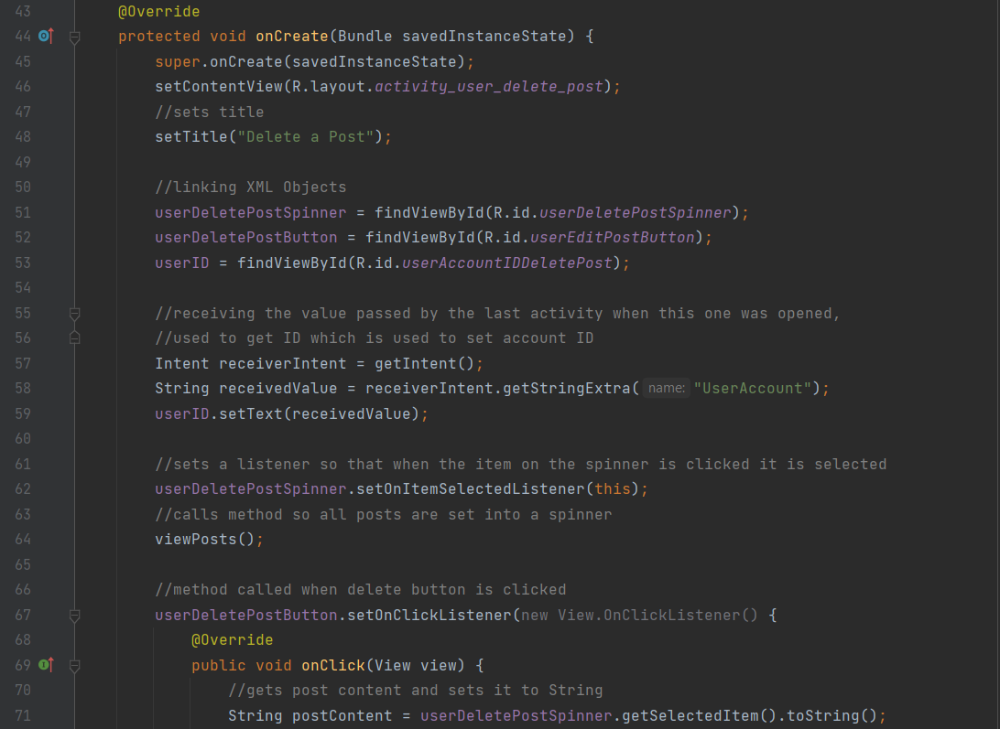 43 @Override
44 protected void onCreate(Bundle savedInstanceState) {
45 super.onCreate(savedInstanceState);
46 setContentView(R.layout.activity_user_delete_post);
47 //sets title
48 setTitle("Delete a Post");
49
50 //linking XML Objects
51 userDeletePostSpinner = findViewById(R.id.userDeletePostSpinner);
52 userDeletePostButton = findViewById(R.id.userEditPostButton);
53 userID = findViewById(R.id.userAccountIDDeletePost);
54
55 //receiving the value passed by the last activity when this one was opened,
56 //used to get ID which is used to set account ID
57 Intent receiverIntent = getIntent();
58 String receivedValue = receiverIntent.getStringExtra( name: "UserAccount");
59 userID.setText(receivedValue);
60
61 //sets a listener so that when the item on the spinner is clicked it is selected
62 userDeletePostSpinner.setOnItemSelectedListener(this);
63 //calls method so all posts are set into a spinner
64 viewPosts();
65
66 //method called when delete button is clicked
67 userDeletePostButton.setOnClickListener(new View.OnClickListener() {
68 @Override
69 public void onClick(View view) {
70 //gets post content and sets it to String
71 String postContent = userDeletePostSpinner.getSelectedItem().toString();